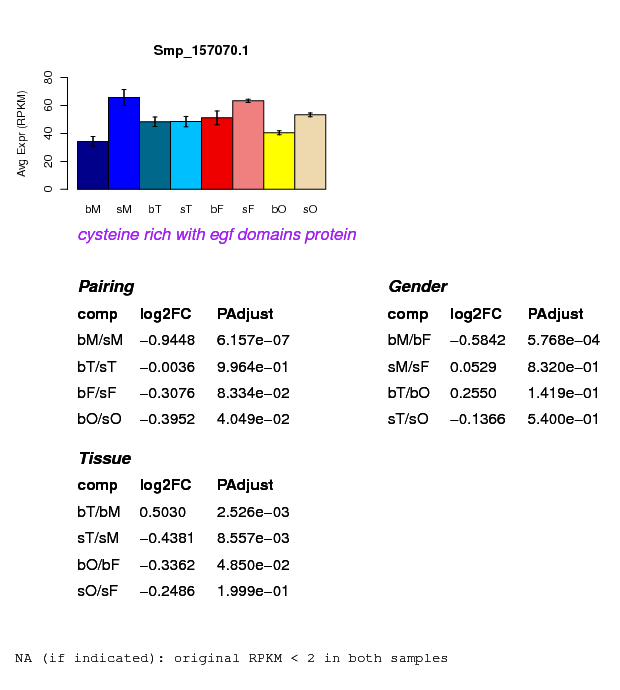 Smp_157070.1
Avg Expr (RPKM)
80
60
40
20
0
bM sM bT sT bF sF bO sO
cysteine rich with egf domains protein
Pairing
comp log2FC PAdjust
bM/sM −0.9448 6.157e−07
bT/sT −0.0036 9.964e−01
bF/sF −0.3076 8.334e−02
bO/sO −0.3952 4.049e−02
Gender
comp log2FC PAdjust
bM/bF −0.5842 5.768e−04
sM/sF 0.0529 8.320e−01
bT/bO 0.2550 1.419e−01
sT/sO −0.1366 5.400e−01
Tissue
comp log2FC PAdjust
bT/bM 0.5030 2.526e−03
sT/sM −0.4381 8.557e−03
bO/bF −0.3362 4.850e−02
sO/sF −0.2486 1.999e−01
NA (if indicated): original RPKM < 2 in both samples